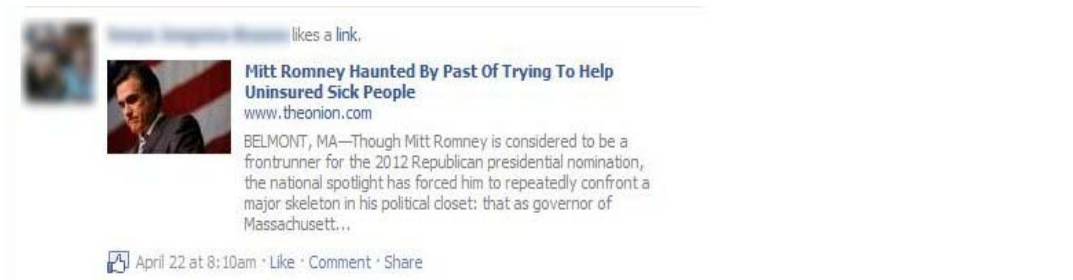 likes a link.
Mitt Romney Haunted By Past Of Trying To Help
Uninsured Sick People
www.theonion.com
BELMONT, MA—Though Mitt Romney is considered to be a
frontrunner for the 2012 Republican presidential nomination,
the national spotlight has forced him to repeatedly confront a
major skeleton in his political closet: that as governor of
Massachusett...
April 22 at 8:10am · Like · Comment · Share